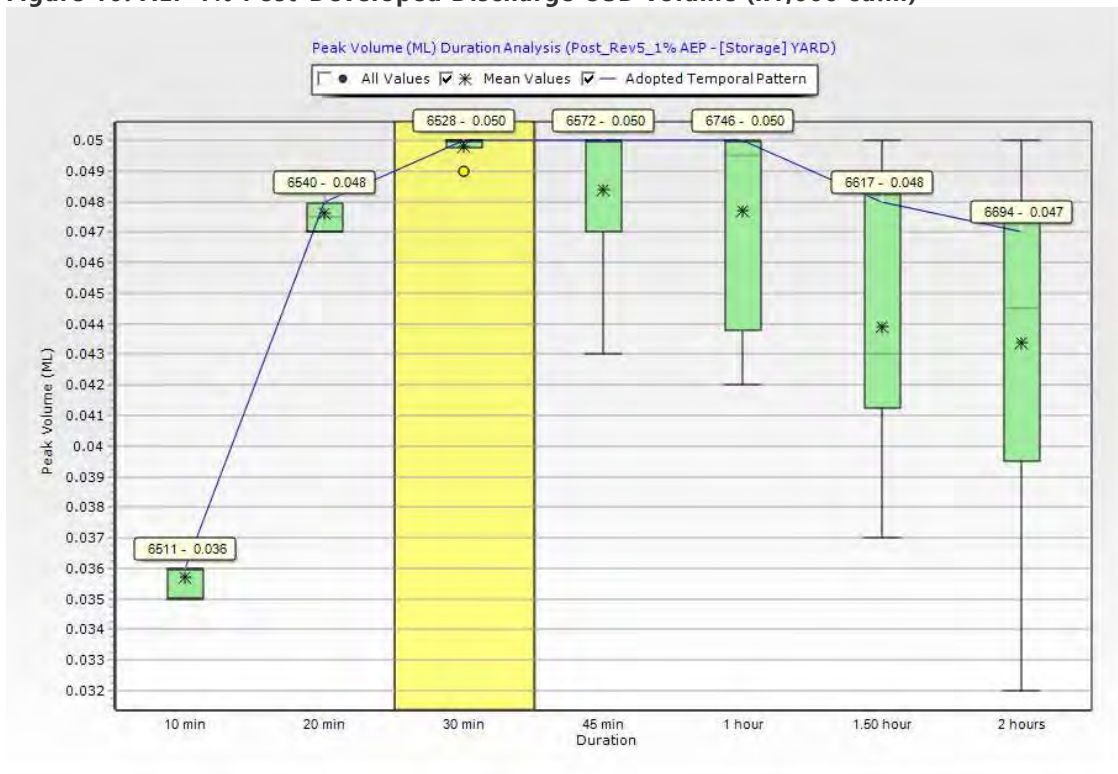 Figure AEP 1% Post-Developed Discharge OSD Volume (x1,000 cu.m)
Peak Volume (ML) Duration Analysis (Post_Rev5_1% AEP - [Storage] YARD)
All Values Mean Values Adopted Temporal Pattern
6528 - 0.050 6572 - 0.050 6746 - 0.050
0.05
0.049
6540 - 0.048 6617 - 0.048
0.048
6694 - 0.047
0.047
0.046
0.045
0.044
0.043
0.042
0.041
0.04
0.039
0.038
0.037
6511 - 0.036
0.036
0.035
0.034
0.033
0.032
Peak Volume (ML)
10 min 20 min 30 min 45 min 1 hour 1.50 hour 2 hours
Duration